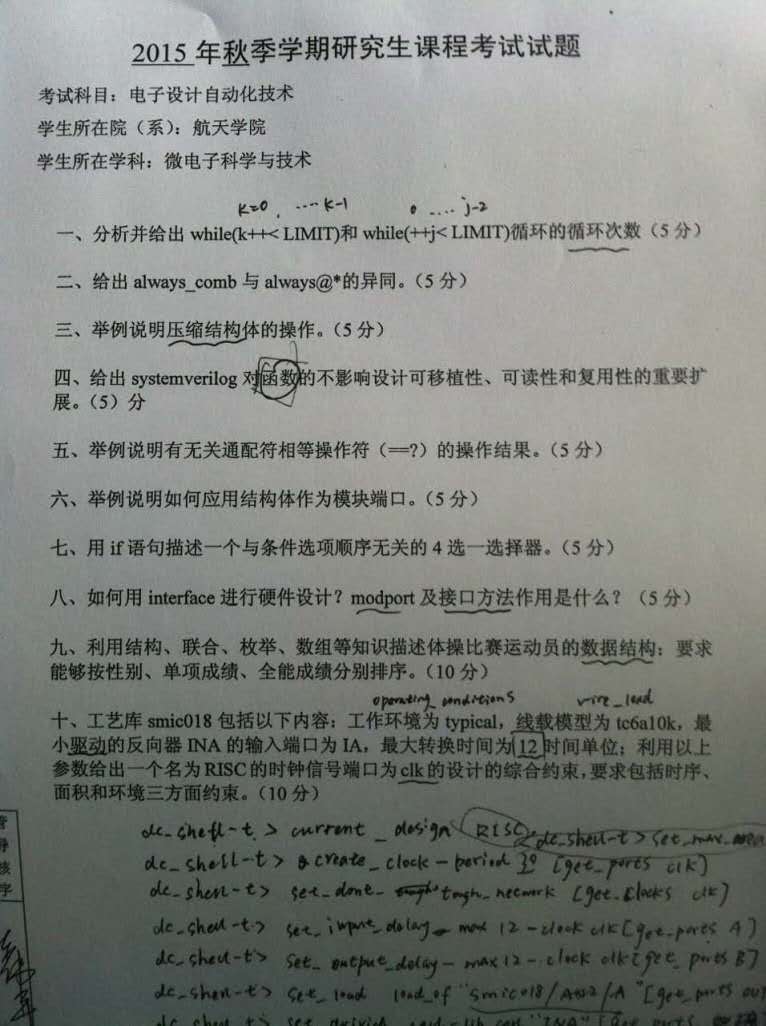 2015 年秋季学期研究生课程考试试题
考试科目：电子设计自动化技术
学生所在院（系）：航天学院
学生所在学科：微电子科学与技术
k=0, ....k-1 0 .... j-2
一、分析并给出 while(k++< LIMIT)和 while(++j< LIMIT)循环的循环次数（5 分）
二、给出 always_comb 与 always@*的异同。（5 分）
三、举例说明压缩结构体的操作。（5 分）
四、给出 systemverilog 对函数的不影响设计可移植性、可读性和复用性的重要扩
展。（5）分
五、举例说明有无关通配符相等操作符（==?）的操作结果。（5 分）
六、举例说明如何应用结构体作为模块端口。（5 分）
七、用 if 语句描述一个与条件选项顺序无关的 4 选一选择器。（5 分）
八、如何用 interface 进行硬件设计？modport 及接口方法作用是什么？（5 分）
九、利用结构、联合、枚举、数组等知识描述体操比赛运动员的数据结构：要求
能够按性别、单项成绩、全能成绩分别排序。（10 分）
operating conditions wire_load
十、工艺库 smic018 包括以下内容：工作环境为 typical，线载模型为 tc6a10k，最
小驱动的反向器 INA 的输入端口为 IA，最大转换时间为 12 时间单位；利用以上
参数给出一个名为 RISC 的时钟信号端口为 clk 的设计的综合约束，要求包括时序、
面积和环境三方面约束。（10 分）
dc_shell-t > current _ design RISC dc_shell-t > set_max_area
dc_shell-t > create_clock-period [get_ports clk]
dc_shell-t > set_dont_ touch_network [get_clocks clk]
dc_shell-t > set_input_delay - max 12 -clock clk [get_ports A]
dc_shell-t > set_output_delay - max 12 -clock clk [get_ports B]
dc_shell-t > set_load load_of "smic018/ /A" [get_ports out
dc_shell-t > set "INA" [get_ports
管
导
核
字